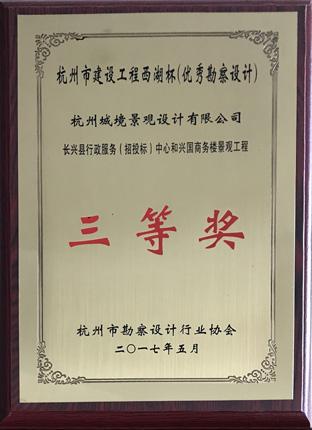 杭州市建设工程西湖杯(优秀勘察设计)
杭州域境景观设计有限公司
长兴县行政服务(招投标)中心和兴国商务楼景观工程
三等奖
杭州市勘察设计行业协会
二〇一七年五月